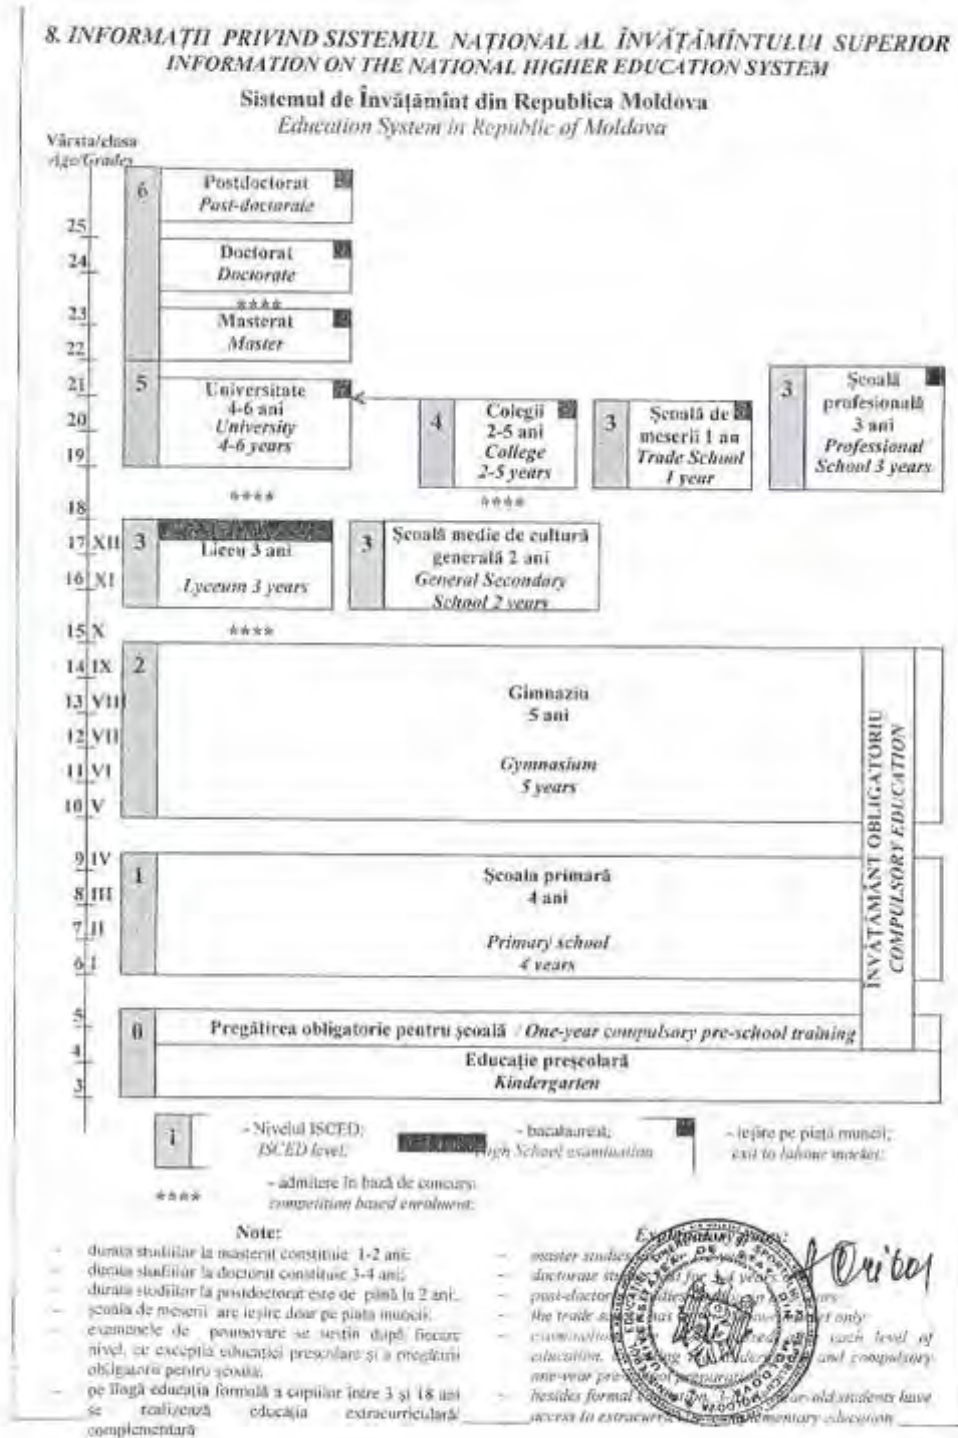 8. INFORMAȚII PRIVIND SISTEMUL NAȚIONAL AL ÎNVĂȚĂMÎNTULUI SUPERIOR
INFORMATION ON THE NATIONAL HIGHER EDUCATION SYSTEM
Sistemul de Învățămînt din Republica Moldova
Education System in Republic of Moldova
Vârsta/clasa
Age/Grades
6
Postdoctorat
Post-doctorate
25
24
Doctorat
Doctorate
****
23
Masterat
Master
22
21
5
Universitate
4-6 ani
University
4-6 years
20
19
4
Colegii
2-5 ani
College
2-5 years
3
Școală de
meserii 1 an
Trade School
1 year
3
Școală
profesională
3 ani
Professional
School 3 years
****
****
18
17 XII
3
Liceu 3 ani
Lyceum 3 years
3
Școală medie de cultură
generală 2 ani
General Secondary
School 2 years
16 XI
15 X
****
14 IX
2
13 VIII
Gimnaziu
5 ani
12 VII
11 VI
Gymnasium
5 years
10 V
ÎNVĂȚĂMÂNT OBLIGATORIU
COMPULSORY EDUCATION
9 IV
1
Școala primară
4 ani
8 III
7 II
Primary school
4 years
6 I
5
0
Pregătirea obligatorie pentru școală / One-year compulsory pre-school training
4
Educație preșcolară
Kindergarten
3
i
- Nivelul ISCED;
ISCED level;
- bacalaureat;
High School examination
- ieșire pe piața muncii;
exit to labour market;
****
- admitere în bază de concurs;
competition based enrolment;
Note:
- durata studiilor la masterat constituie 1-2 ani;
- durata studiilor la doctorat constituie 3-4 ani;
- durata studiilor la postdoctorat este de până la 2 ani;
- școala de meserii are ieșire doar pe piața muncii;
- examenele de promovare se susțin după fiecare
nivel, cu excepția educației preșcolare și a pregătirii
obligatorii pentru școală;
- pe lîngă educația formală a copiilor între 3 și 18 ani
se realizează educația extracurriculară/
complementară
- master studies
- doctorate for 3-4 years
- post-doctor
- the trade only
- each level of
education, and compulsory
one-year pre-
- besides formal -old students have
access to complementary education